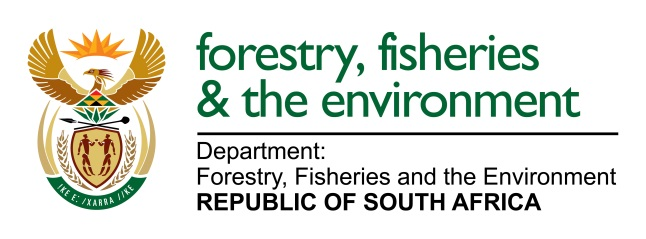 forestry, fisheries
& the environment
Department:
Forestry, Fisheries and the Environment
REPUBLIC OF SOUTH AFRICA
!KE E: /XARRA //KE